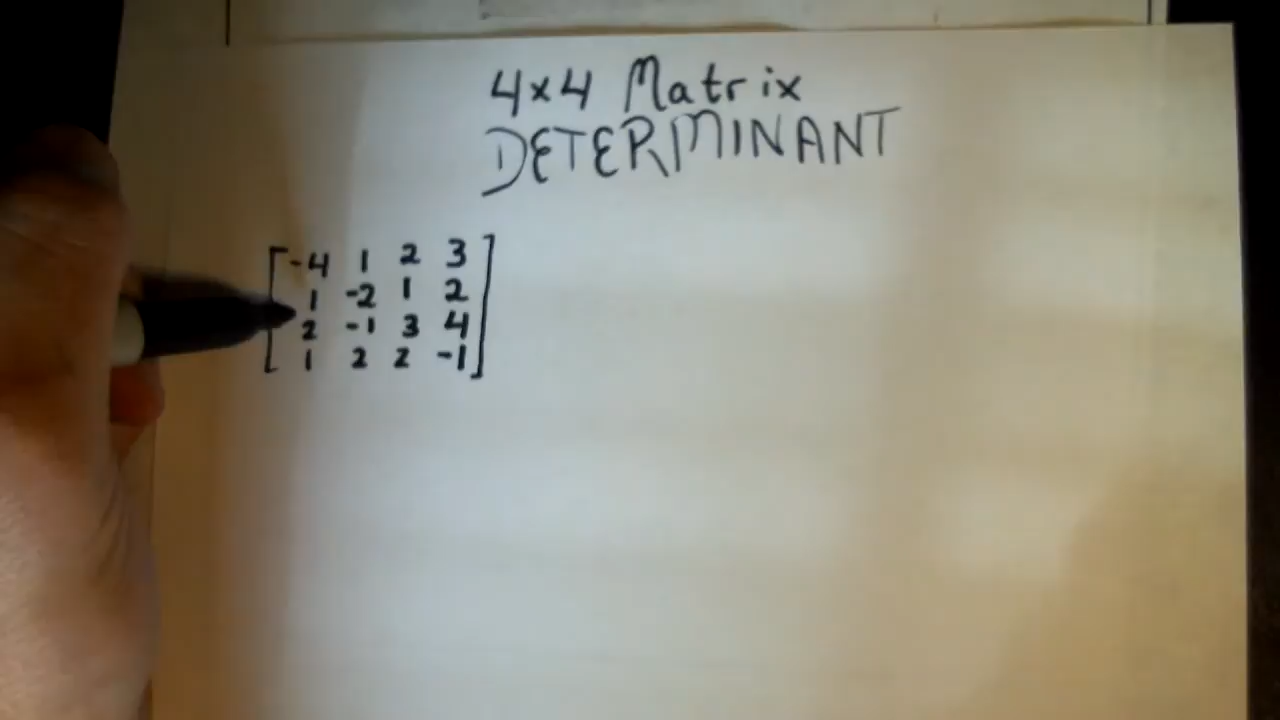 4x4 Matrix
DETERMINANT
-4 1 2 3
1 -2 1 2
2 -1 3 4
1 2 2 -1